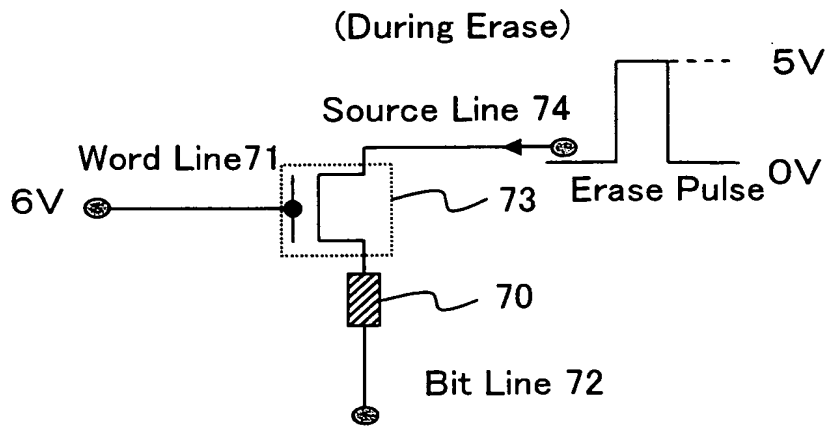 (During Erase)
5V
Source Line 74
Word Line71
0V
6V
73
Erase Pulse
70
Bit Line 72